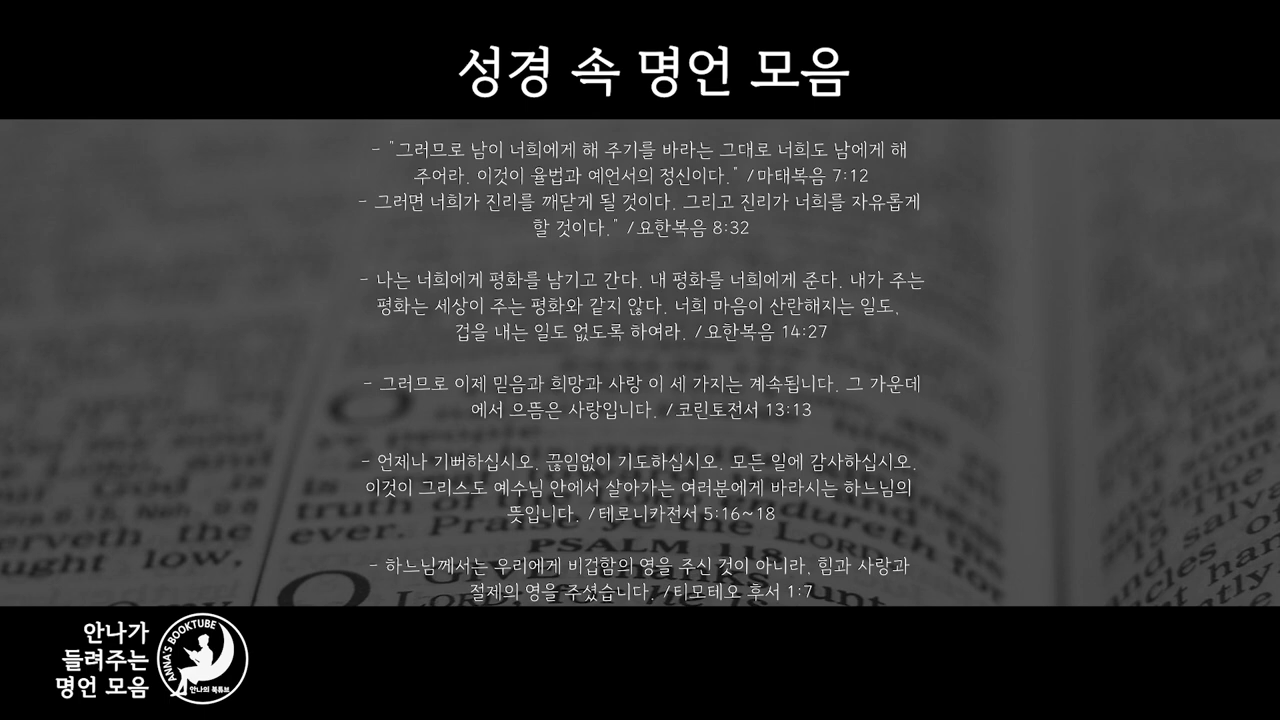 성경 속 명언 모음
- "그러므로 남이 너희에게 해 주기를 바라는 그대로 너희도 남에게 해
주어라. 이것이 율법과 예언서의 정신이다." /마태복음 7:12
- 그러면 너희가 진리를 깨닫게 될 것이다. 그리고 진리가 너희를 자유롭게
할 것이다." /요한복음 8:32
- 나는 너희에게 평화를 남기고 간다. 내 평화를 너희에게 준다. 내가 주는
평화는 세상이 주는 평화와 같지 않다. 너희 마음이 산란해지는 일도,
겁을 내는 일도 없도록 하여라. /요한복음 14:27
- 그러므로 이제 믿음과 희망과 사랑 이 세 가지는 계속됩니다. 그 가운데
에서 으뜸은 사랑입니다. /코린토전서 13:13
- 언제나 기뻐하십시오. 끊임없이 기도하십시오. 모든 일에 감사하십시오.
이것이 그리스도 예수님 안에서 살아가는 여러분에게 바라시는 하느님의
뜻입니다. /테로니카전서 5:16~18
- 하느님께서는 우리에게 비겁함의 영을 주신 것이 아니라, 힘과 사랑과
절제의 영을 주셨습니다. /티모테오 후서 1:7
erveth the
ought low,
truth of
ever. Pra
PSALM 118
안나가
들려주는
명언 모음
ANNA'S BOOKTUBE
안나의 북튜브